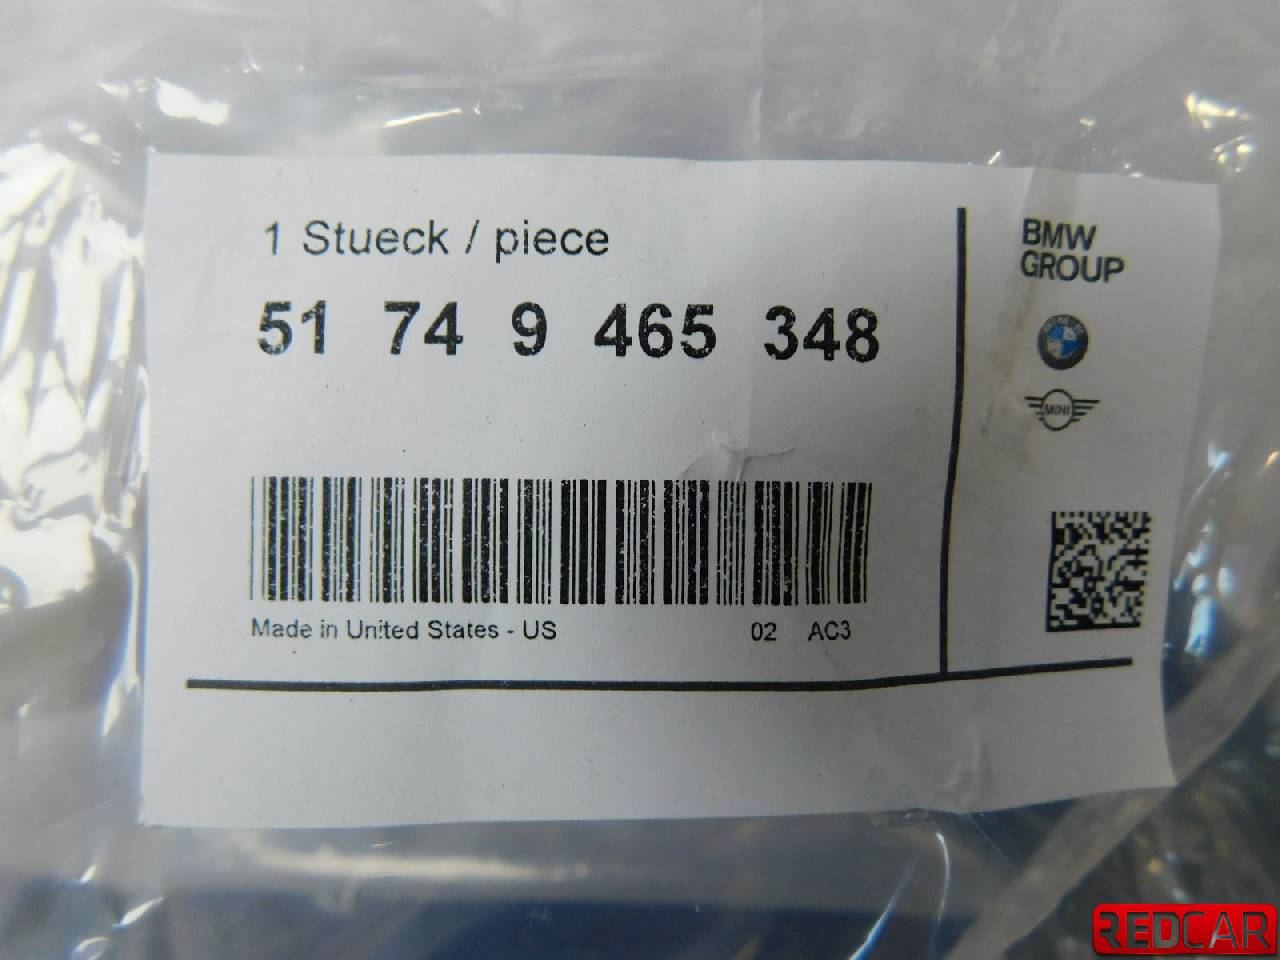 1 Stueck / piece
51 74 9 465 348
Made in United States - US
02 AC3
BMW
GROUP
MINI
REDCAR